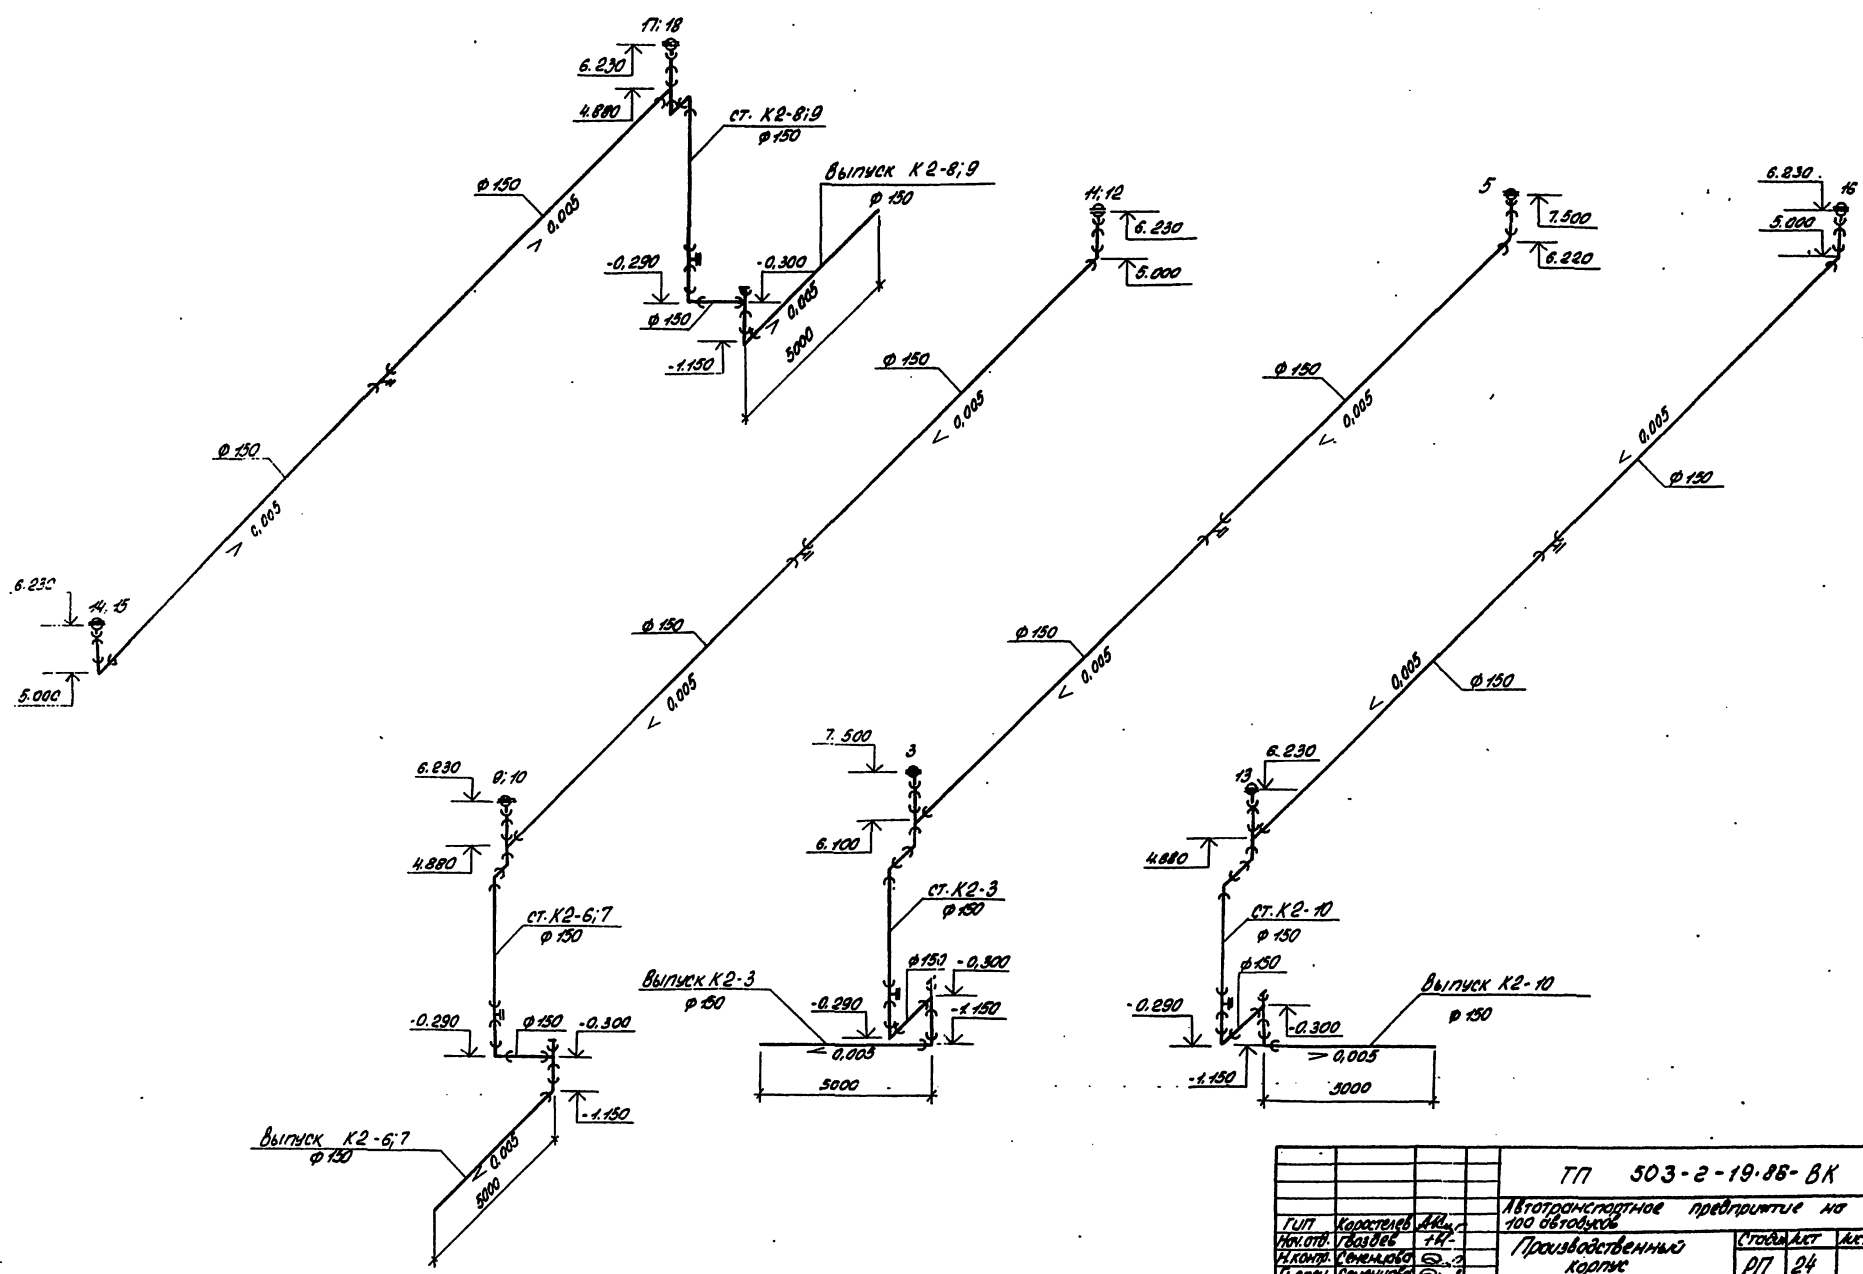 17; 18
6.230
4.880
ст. К2-8;9
φ 150
Выпуск К2-8;9
φ 150
φ 150
> 0,005
-0,290
-0,300
φ 150
> 0,005
-1.150
5000
φ 150
> 0,005
6.230
14; 15
5.000
11; 12
6.230
5.000
φ 150
< 0,005
φ 150
< 0,005
9; 10
6.230
4.880
ст. К2-6;7
φ 150
-0.290
φ 150
-0.300
-1.150
Выпуск К2-6;7
φ 150
< 0.005
5000
5
7.500
6.220
φ 150
< 0,005
φ 150
< 0,005
7.500
3
6.100
ст. К2-3
φ 150
Выпуск К2-3
φ 150
φ 150
-0,300
-0.290
-1.150
< 0,005
5000
6.230
16
5.000
< 0,005
φ 150
< 0,005
φ 150
13
6.230
4.880
ст. К2-10
φ 150
φ 150
Выпуск К2-10
φ 150
-0.290
-0.300
-1.150
> 0,005
5000
ТП 503-2-19.86-ВК
Автотранспортное предприятие на
100 автобусов
ГИП Коростелев
Нач.отд. Гвоздев
Н.контр. Семенцова
Производственный
корпус
Стадия Лист
РП 24